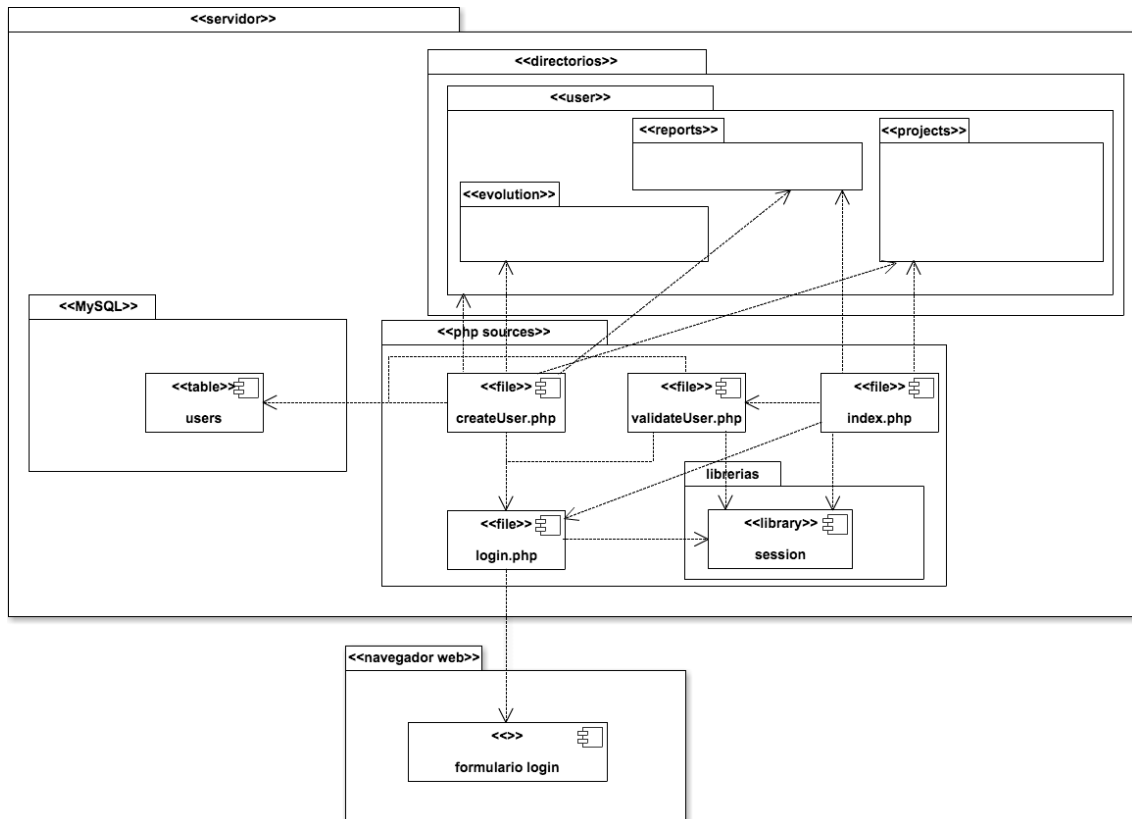 <<servidor>>
<<directorios>>
<<user>>
<<reports>>
<<projects>>
<<evolution>>
<<MySQL>>
<<table>>
users
<<php sources>>
<<file>>
createUser.php
<<file>>
validateUser.php
<<file>>
index.php
librerias
<<file>>
login.php
<<library>>
session
<<navegador web>>
<<>>
formulario login